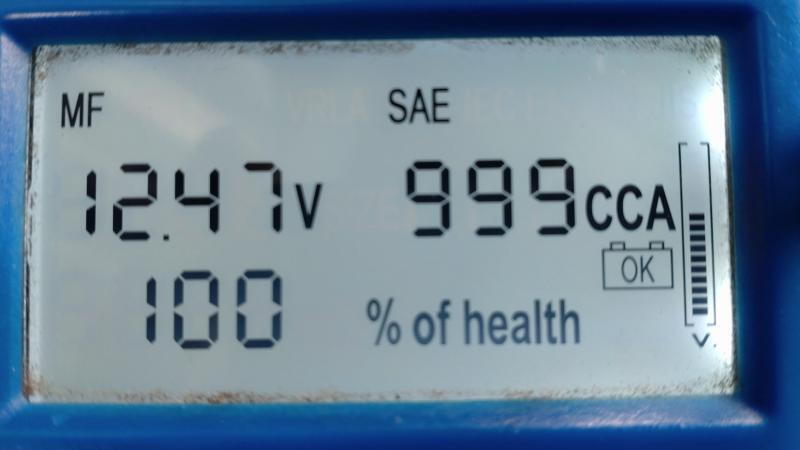 MF SAE
12.47V 999CCA
OK
100 % of health
V